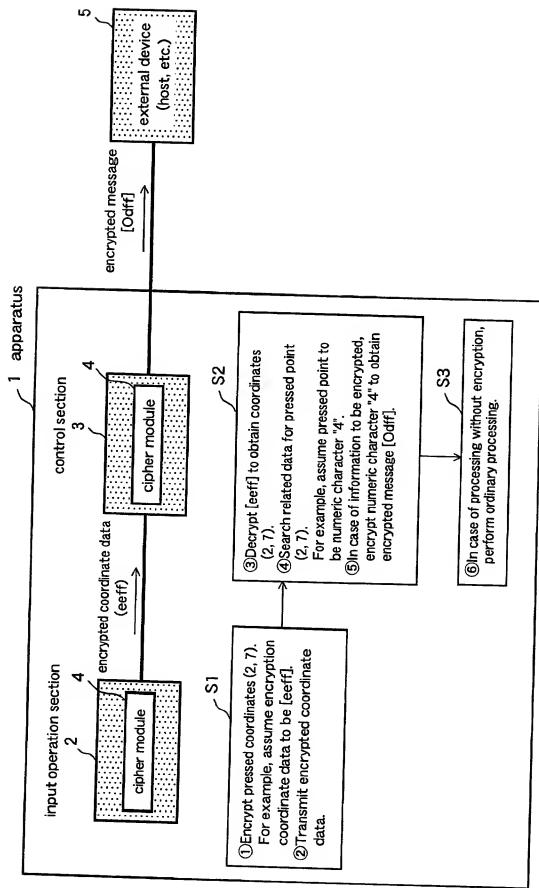 1 apparatus
input operation section
2
4
cipher module
encrypted coordinate data
(eeff)
control section
3
4
cipher module
encrypted message
[Odff]
5
external device
(host, etc.)
S1
①Encrypt pressed coordinates (2, 7).
For example, assume encryption
coordinate data to be [eeff].
②Transmit encrypted coordinate
data.
S2
③Decrypt [eeff] to obtain coordinates
(2, 7).
④Search related data for pressed point
(2, 7).
For example, assume pressed point to
be numeric character "4".
⑤In case of information to be encrypted,
encrypt numeric character "4" to obtain
encrypted message [Odff].
S3
⑥In case of processing without encryption,
perform ordinary processing.